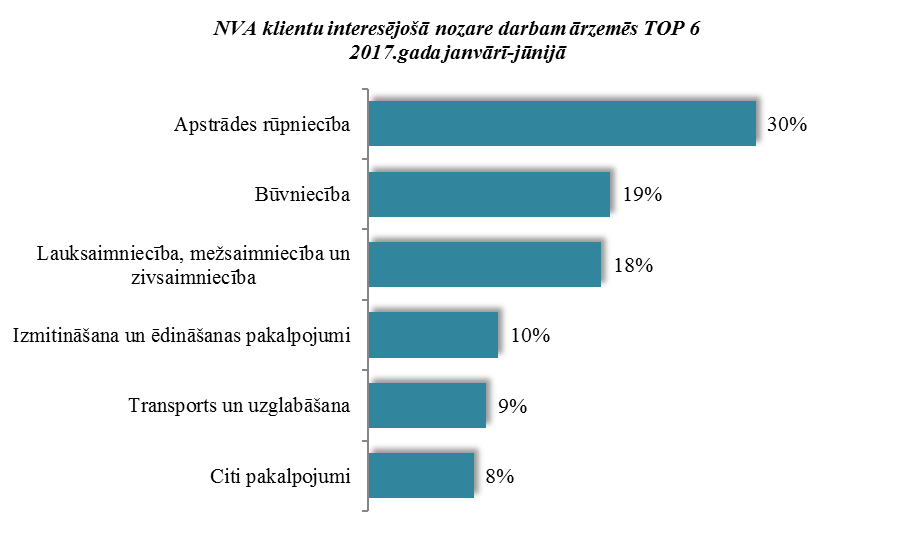 NVA klientu interesējošā nozare darbam ārzemēs TOP 6
2017.gada janvārī-jūnijā
Apstrādes rūpniecība
30%
Būvniecība
19%
Lauksaimniecība, mežsaimniecība un
zivsaimniecība
18%
Izmitināšana un ēdināšanas pakalpojumi
10%
Transports un uzglabāšana
9%
Citi pakalpojumi
8%